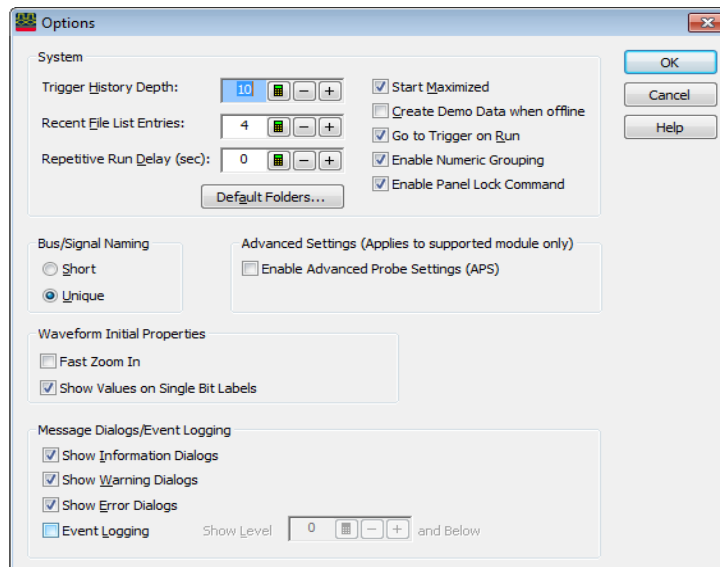 Options
System
Trigger History Depth: 10
Recent File List Entries: 4
Repetitive Run Delay (sec): 0
Default Folders...
Start Maximized
Create Demo Data when offline
Go to Trigger on Run
Enable Numeric Grouping
Enable Panel Lock Command
OK
Cancel
Help
Bus/Signal Naming
Short
Unique
Advanced Settings (Applies to supported module only)
Enable Advanced Probe Settings (APS)
Waveform Initial Properties
Fast Zoom In
Show Values on Single Bit Labels
Message Dialogs/Event Logging
Show Information Dialogs
Show Warning Dialogs
Show Error Dialogs
Event Logging Show Level 0 and Below